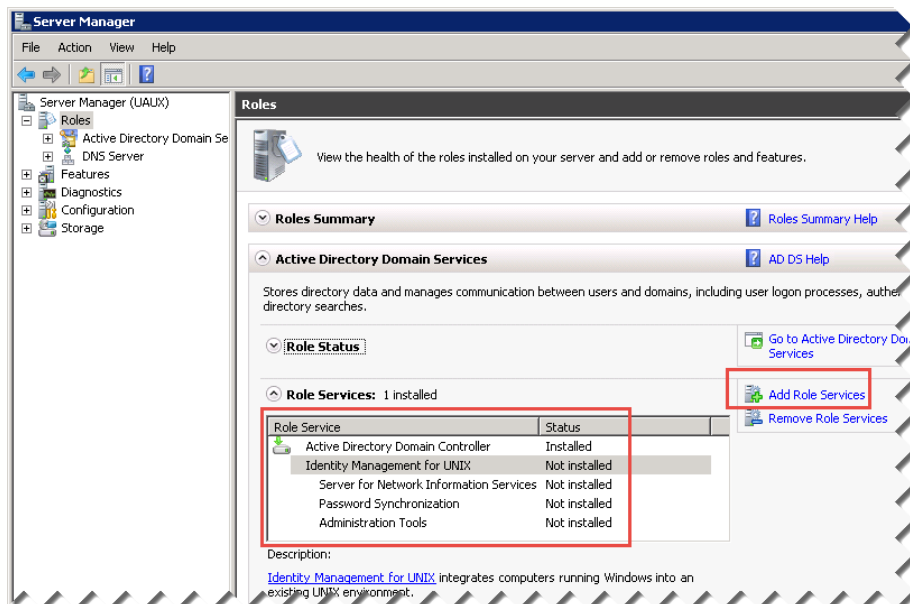 Server Manager
File Action View Help
Server Manager (UAUX)
Roles
Active Directory Domain Se
DNS Server
Features
Diagnostics
Configuration
Storage
Roles
View the health of the roles installed on your server and add or remove roles and features.
Roles Summary
Roles Summary Help
Active Directory Domain Services
AD DS Help
Stores directory data and manages communication between users and domains, including user logon processes, authe
directory searches.
Role Status
Go to Active Directory Do
Services
Role Services: 1 installed
Add Role Services
Remove Role Services
Role Service Status
Active Directory Domain Controller Installed
Identity Management for UNIX Not installed
Server for Network Information Services Not installed
Password Synchronization Not installed
Administration Tools Not installed
Description:
Identity Management for UNIX integrates computers running Windows into an
existing UNIX environment.